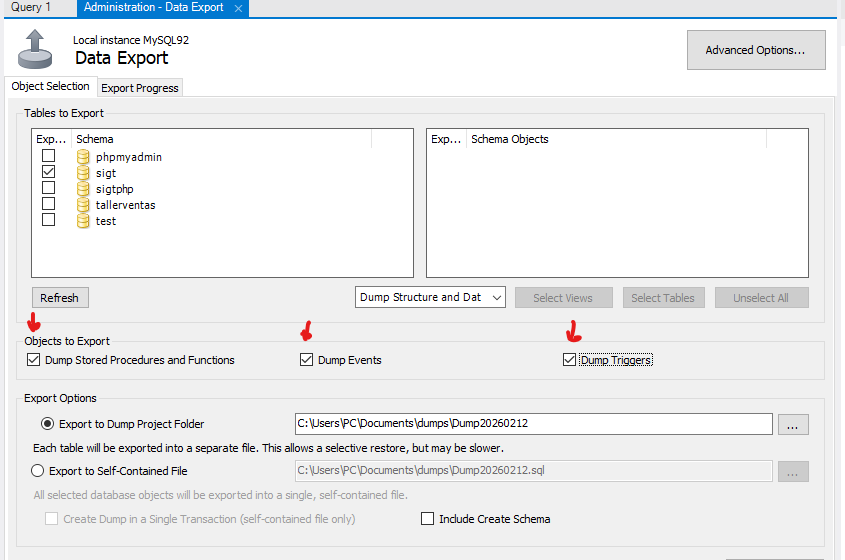 Query 1
Administration - Data Export ×
Local instance MySQL92
Data Export
Advanced Options...
Object Selection
Export Progress
Tables to Export
Exp... Schema
phpmyadmin
sigt
sigtphp
tallerventas
test
Exp... Schema Objects
Refresh
Dump Structure and Dat
Select Views
Select Tables
Unselect All
Objects to Export
Dump Stored Procedures and Functions
Dump Events
Dump Triggers
Export Options
Export to Dump Project Folder
C:\Users\PC\Documents\dumps\Dump20260212
...
Each table will be exported into a separate file. This allows a selective restore, but may be slower.
Export to Self-Contained File
C:\Users\PC\Documents\dumps\Dump20260212.sql
...
All selected database objects will be exported into a single, self-contained file.
Create Dump in a Single Transaction (self-contained file only)
Include Create Schema